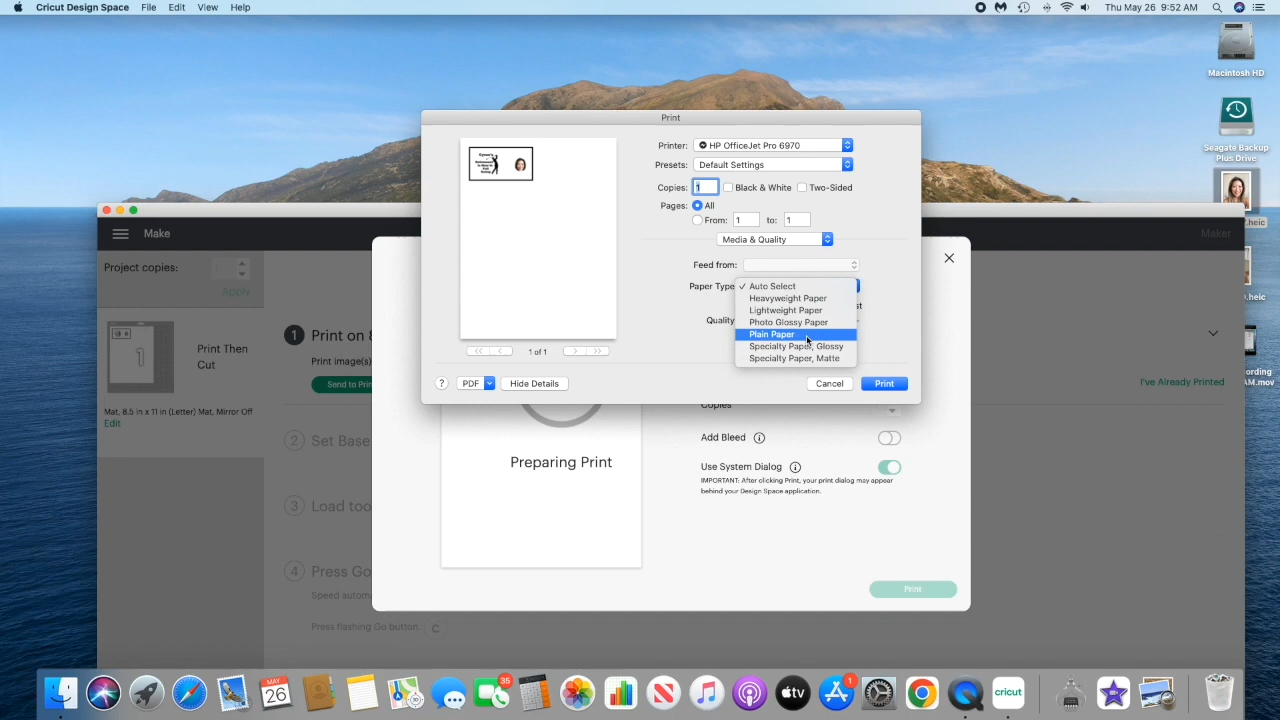 Cricut Design Space File Edit View Help
Thu May 26 9:52 AM
Macintosh HD
Seagate Backup
Plus Drive
.heic
.heic
AM.mov
Print
Printer: HP OfficeJet Pro 6970
Presets: Default Settings
Copies: 1 Black & White Two-Sided
Pages: All
From: 1 to: 1
Media & Quality
Feed from:
Paper Type
Auto Select
Heavyweight Paper
Lightweight Paper
Photo Glossy Paper
Plain Paper
Specialty Paper, Glossy
Specialty Paper, Matte
1 of 1
? PDF Hide Details Cancel Print
Make
Maker
Project copies:
Apply
Print Then
Cut
Mat, 8.5 in x 11 in (Letter) Mat, Mirror Off
Edit
1 Print on
Print image(s)
Send to Prin
I've Already Printed
2 Set Base
3 Load too
4 Press Go
Speed automa
Press flashing Go button. C
Preparing Print
Copies
Add Bleed
Use System Dialog
IMPORTANT: After clicking Print, your print dialog may appear
behind your Design Space application.
Print
MAY
26
35
tv
1
cricut